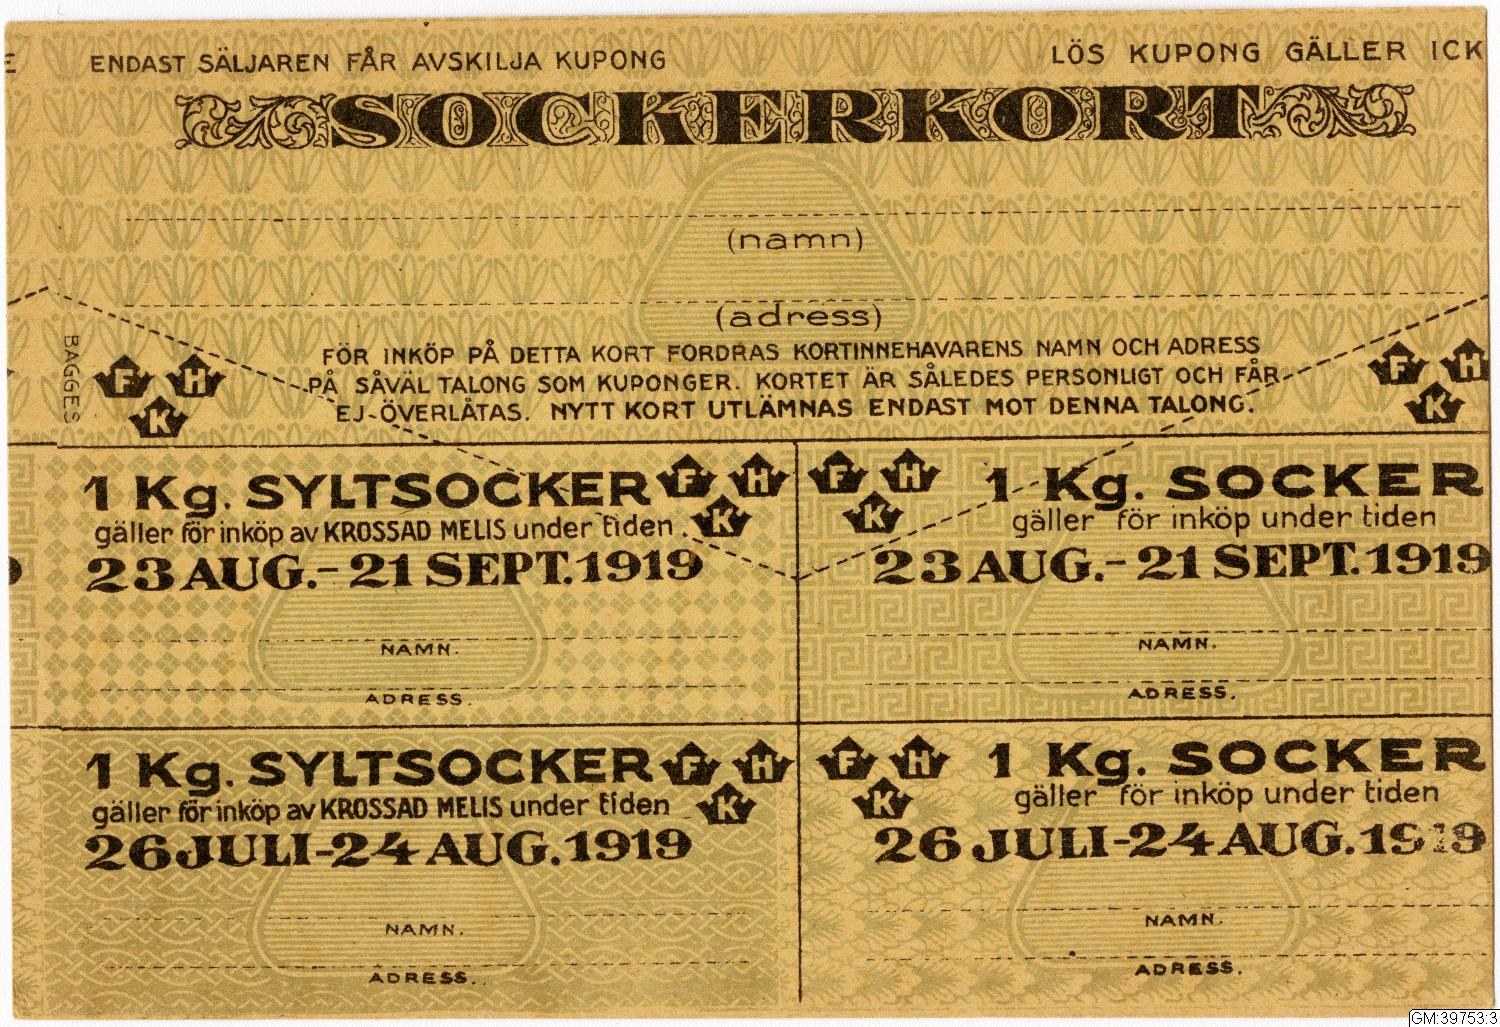 ENDAST SÄLJAREN FÅR AVSKILJA KUPONG
LÖS KUPONG GÄLLER ICK
SOCKERKORT
(namn)
(adress)
BAGGES
FÖR INKÖP PÅ DETTA KORT FORDRAS KORTINNEHAVARENS NAMN OCH ADRESS
PÅ SÅVÄL TALONG SOM KUPONGER. KORTET ÄR SÅLEDES PERSONLIGT OCH FÅR
EJ ÖVERLÅTAS. NYTT KORT UTLÄMNAS ENDAST MOT DENNA TALONG.
F H
K
F H
K
1 Kg. SYLTSOCKER
F H
K
gäller för inköp av KROSSAD MELIS under tiden
23 AUG.-21 SEPT. 1919
NAMN.
ADRESS.
F H
K
1 Kg. SOCKER
gäller för inköp under tiden
23 AUG.-21 SEPT. 1919
NAMN.
ADRESS.
1 Kg. SYLTSOCKER
F H
K
gäller för inköp av KROSSAD MELIS under tiden
26 JULI-24 AUG. 1919
NAMN.
ADRESS.
F H
K
1 Kg. SOCKER
gäller för inköp under tiden
26 JULI-24 AUG. 1919
NAMN.
ADRESS.
GM:39753:3